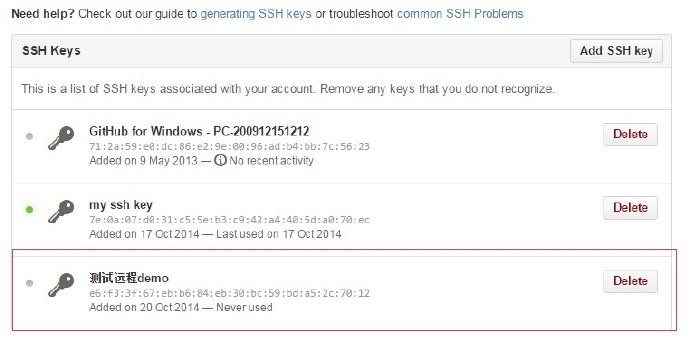 Need help? Check out our guide to generating SSH keys or troubleshoot common SSH Problems
SSH Keys
Add SSH key
This is a list of SSH keys associated with your account. Remove any keys that you do not recognize.
GitHub for Windows - PC-200912151212
Delete
71:2a:59:e0:dc:86:e2:9e:00:96:ad:b4:bb:7c:56:23
Added on 9 May 2013 — No recent activity
my ssh key
Delete
7e:0a:07:d0:31:c5:5e:b3:c9:42:a4:40:5d:a0:70:ec
Added on 17 Oct 2014 — Last used on 17 Oct 2014
测试远程demo
Delete
e6:f3:3f:67:eb:b6:84:eb:30:bc:59:bd:a5:2c:70:12
Added on 20 Oct 2014 — Never used